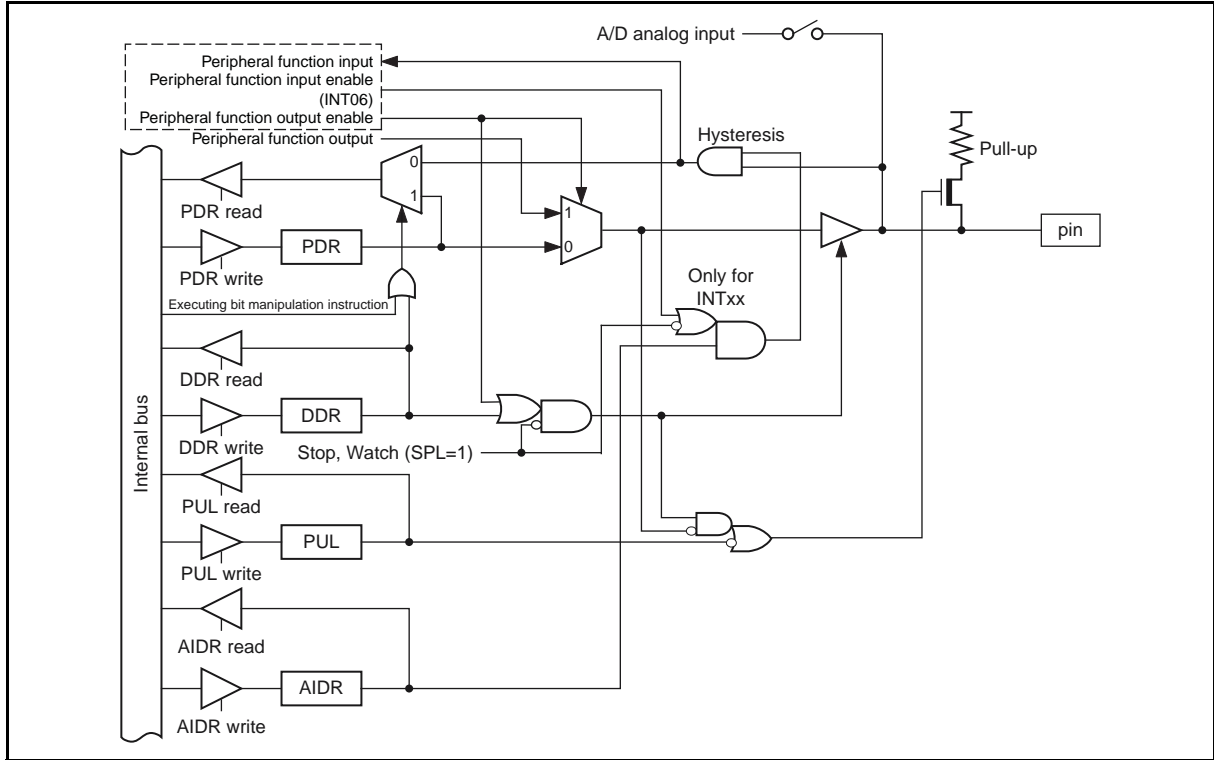 A/D analog input
Peripheral function input
Peripheral function input enable
(INT06)
Peripheral function output enable
Peripheral function output
Hysteresis
Pull-up
0
1
PDR read
1
0
pin
PDR
PDR write
Only for
INTxx
Executing bit manipulation instruction
DDR read
DDR
DDR write
Stop, Watch (SPL=1)
Internal bus
PUL read
PUL
PUL write
AIDR read
AIDR
AIDR write